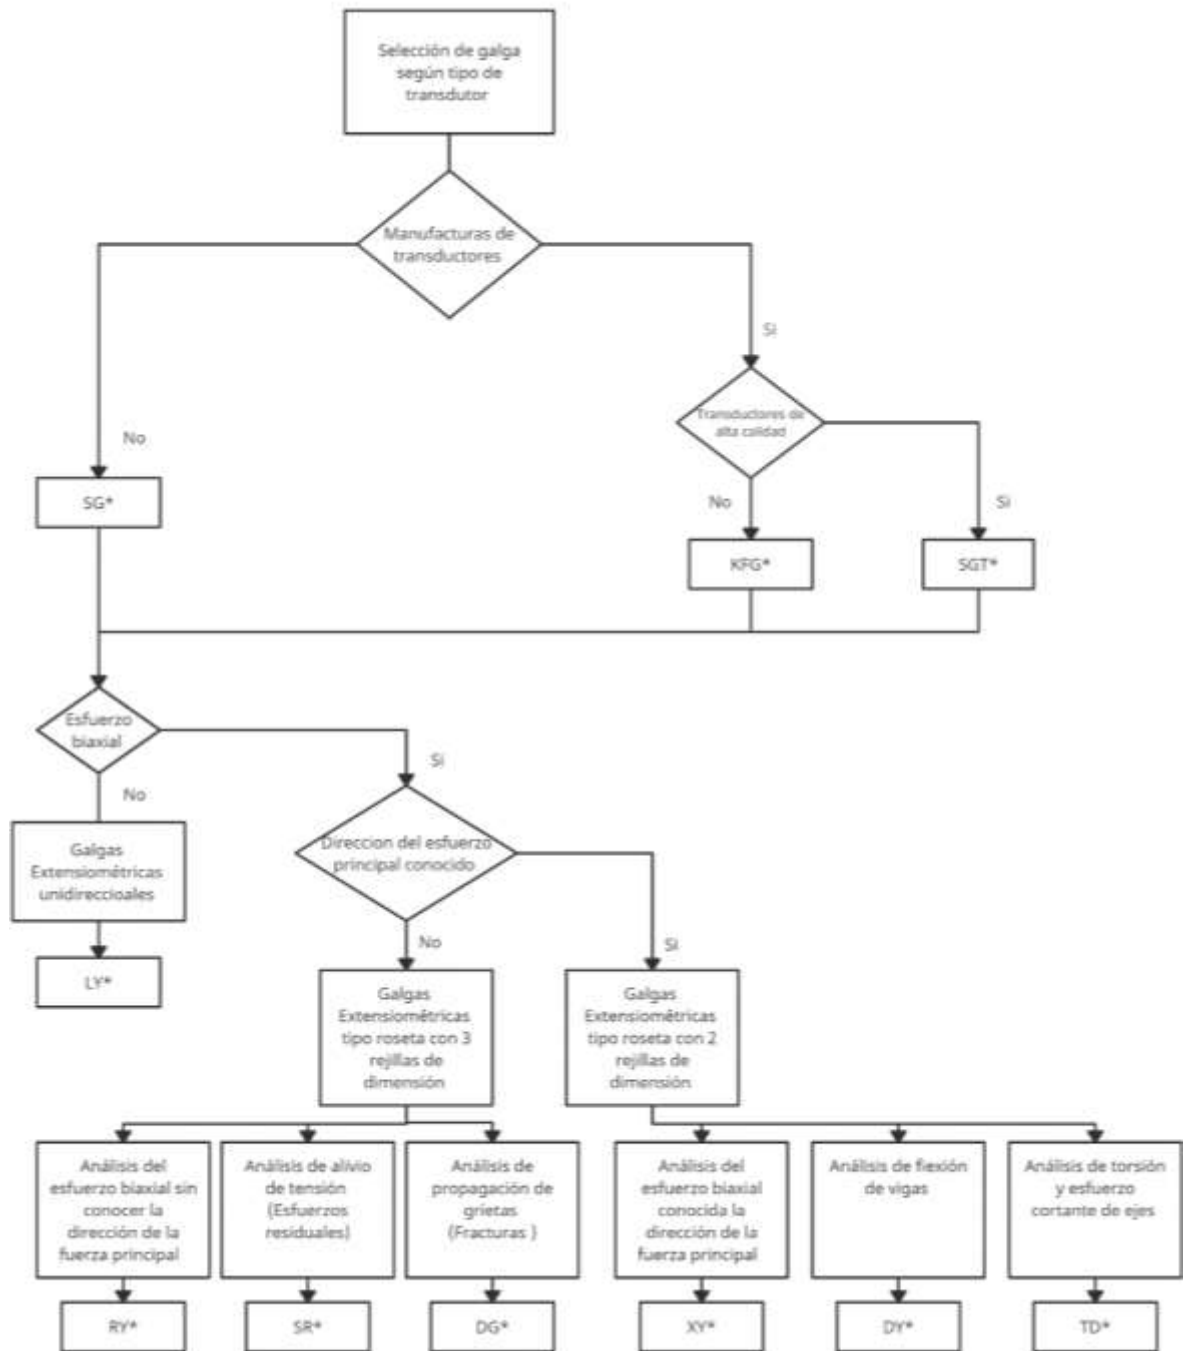 Selección de galga
según tipo de
transdutor
Manufacturas de
transductores
Si
Transductores de
alta calidad
No
SG*
No
Si
KFG*
SGT*
Esfuerzo
biaxial
Si
No
Galgas
Extensiométricas
unidireccioales
Direccion del esfuerzo
principal conocido
No
Si
LY*
Galgas
Extensiométricas
tipo roseta con 3
rejillas de
dimensión
Galgas
Extensiométricas
tipo roseta con 2
rejillas de
dimensión
Análisis del
esfuerzo biaxial sin
conocer la
dirección de la
fuerza principal
Análisis de alivio
de tensión
(Esfuerzos
residuales)
Análisis de
propagación de
grietas
(Fracturas )
Análisis del
esfuerzo biaxial
conocida la
dirección de la
fuerza principal
Análisis de flexión
de vigas
Análisis de torsión
y esfuerzo
cortante de ejes
RY*
SR*
DG*
XY*
DY*
TD*